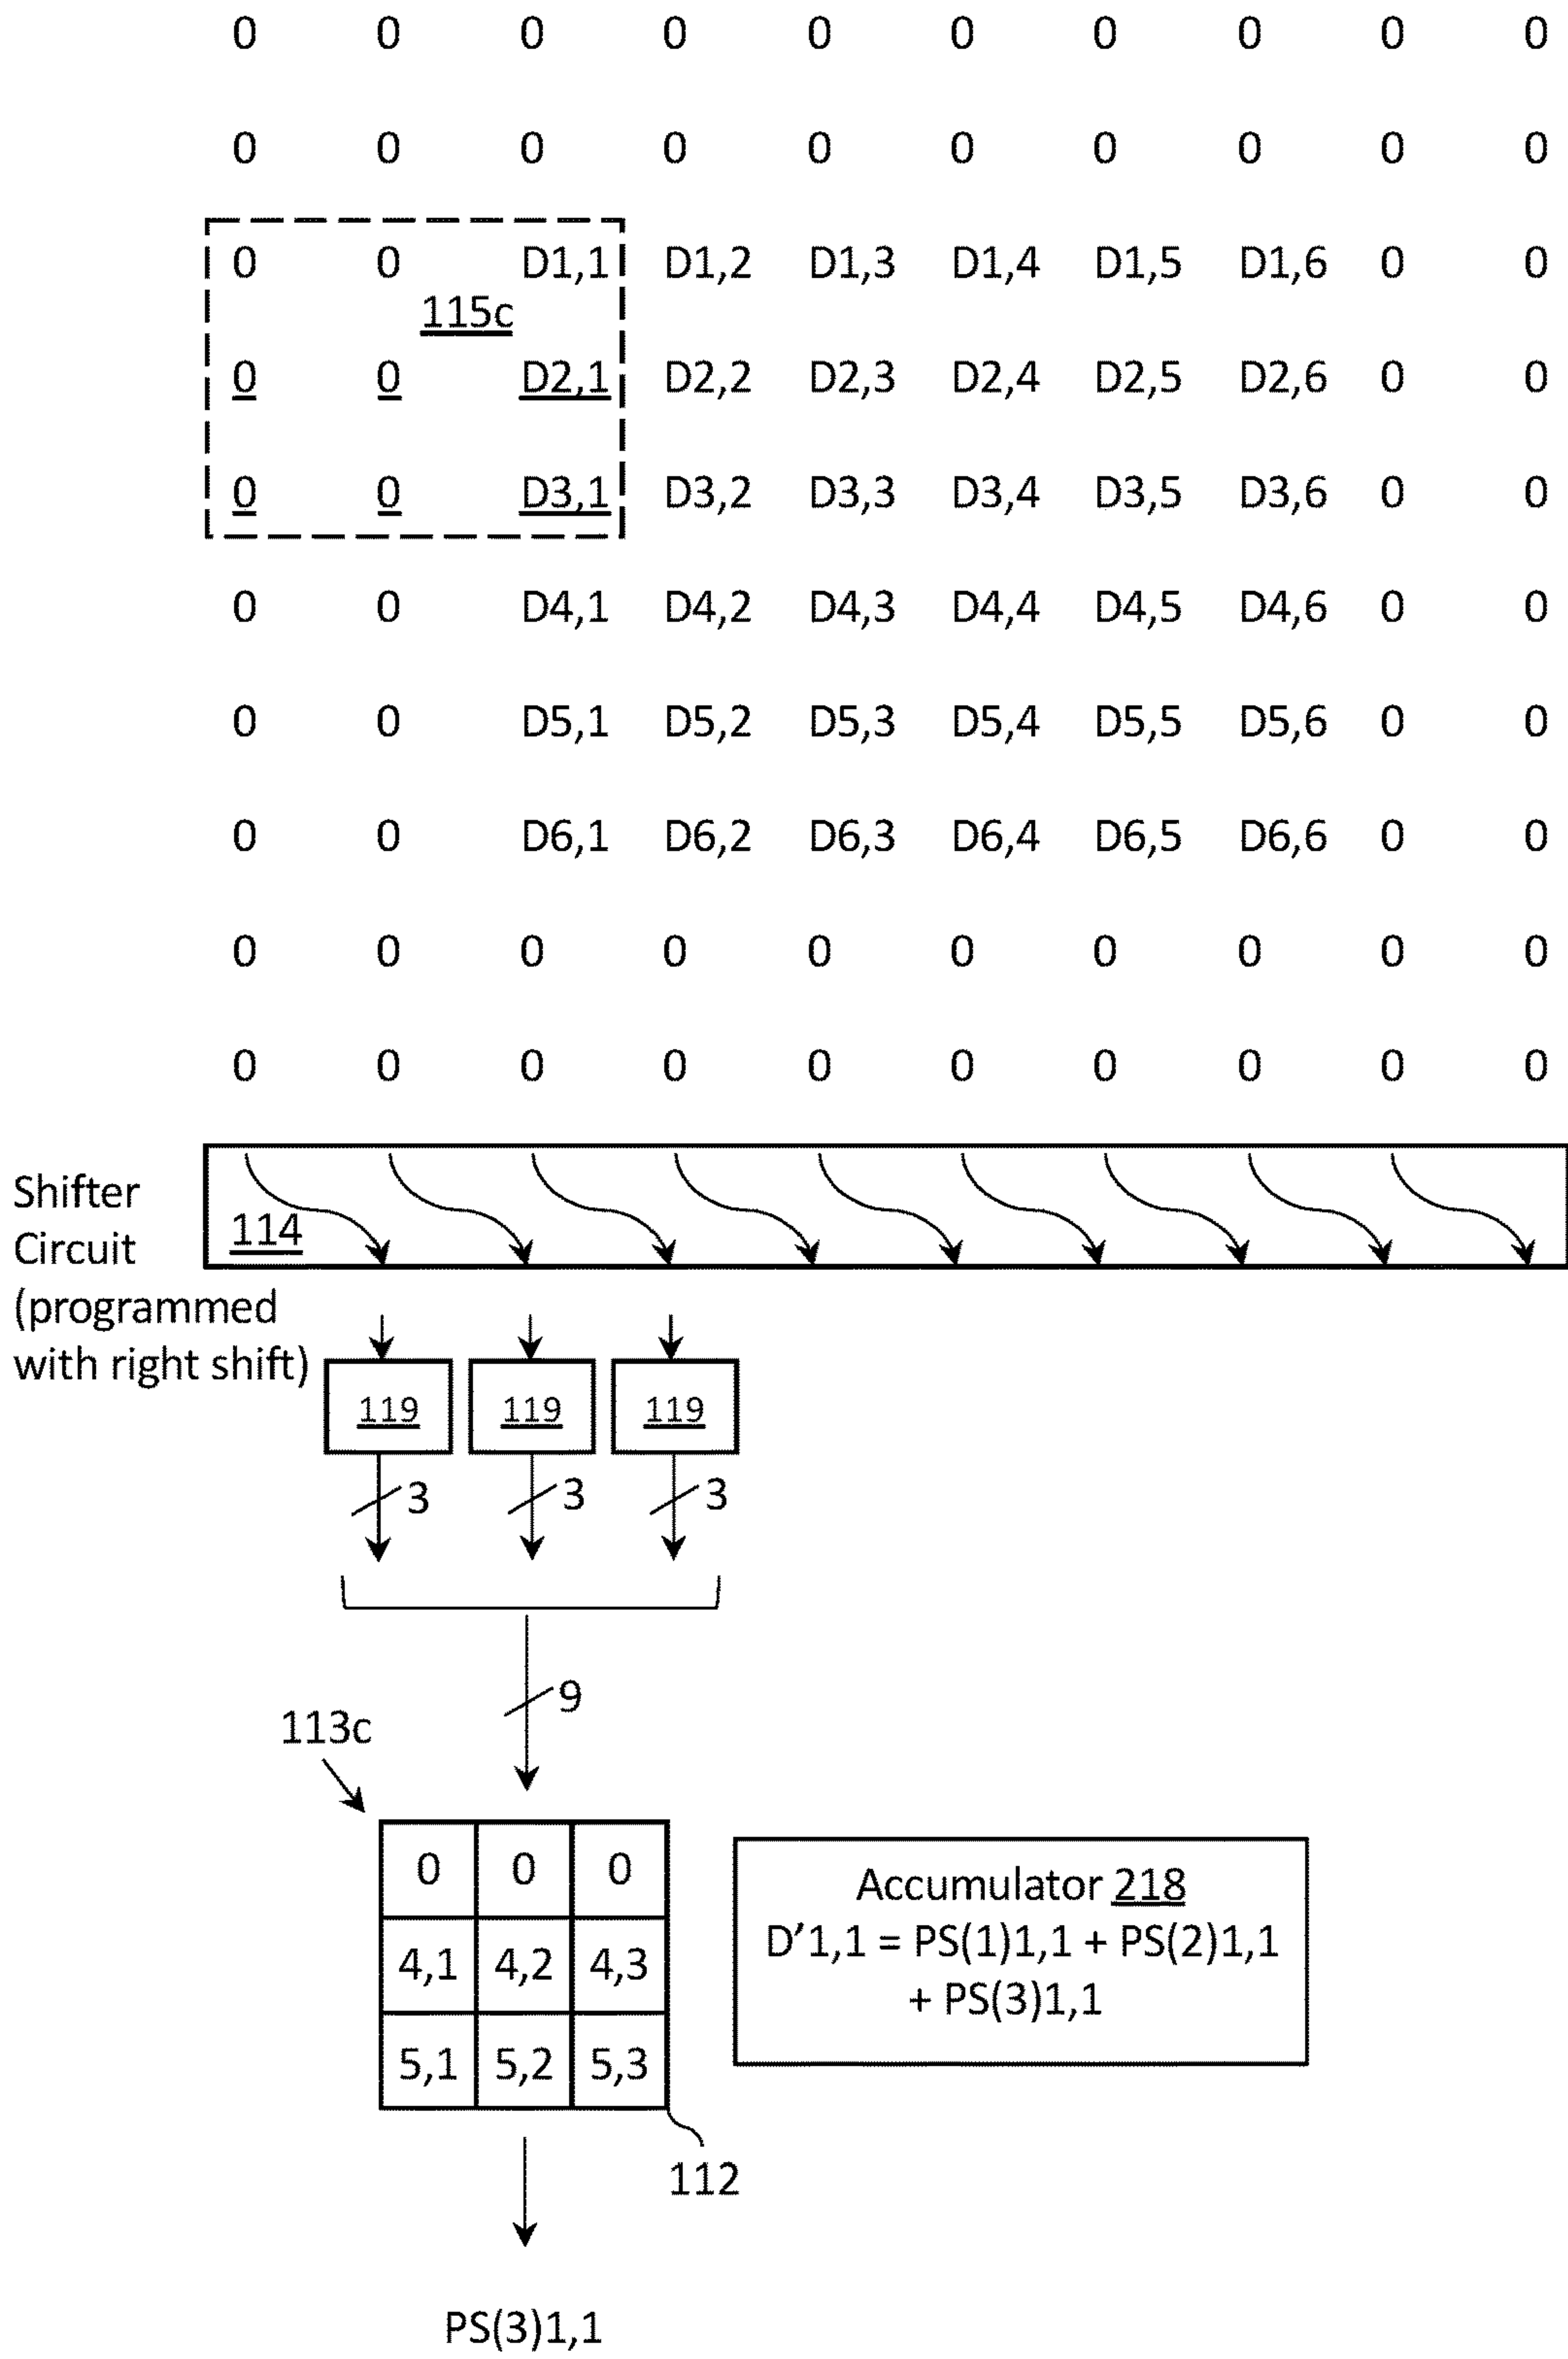 0 0 0 0 0 0 0 0 0 0
0 0 0 0 0 0 0 0 0 0
0 0 D1,1 D1,2 D1,3 D1,4 D1,5 D1,6 0 0
115c
0 0 D2,1 D2,2 D2,3 D2,4 D2,5 D2,6 0 0
0 0 D3,1 D3,2 D3,3 D3,4 D3,5 D3,6 0 0
0 0 D4,1 D4,2 D4,3 D4,4 D4,5 D4,6 0 0
0 0 D5,1 D5,2 D5,3 D5,4 D5,5 D5,6 0 0
0 0 D6,1 D6,2 D6,3 D6,4 D6,5 D6,6 0 0
0 0 0 0 0 0 0 0 0 0
0 0 0 0 0 0 0 0 0 0
Shifter
Circuit
(programmed
with right shift)
114
119 119 119
3 3 3
9
113c
0 0 0
4,1 4,2 4,3
5,1 5,2 5,3
112
Accumulator 218
D’1,1 = PS(1)1,1 + PS(2)1,1
+ PS(3)1,1
PS(3)1,1